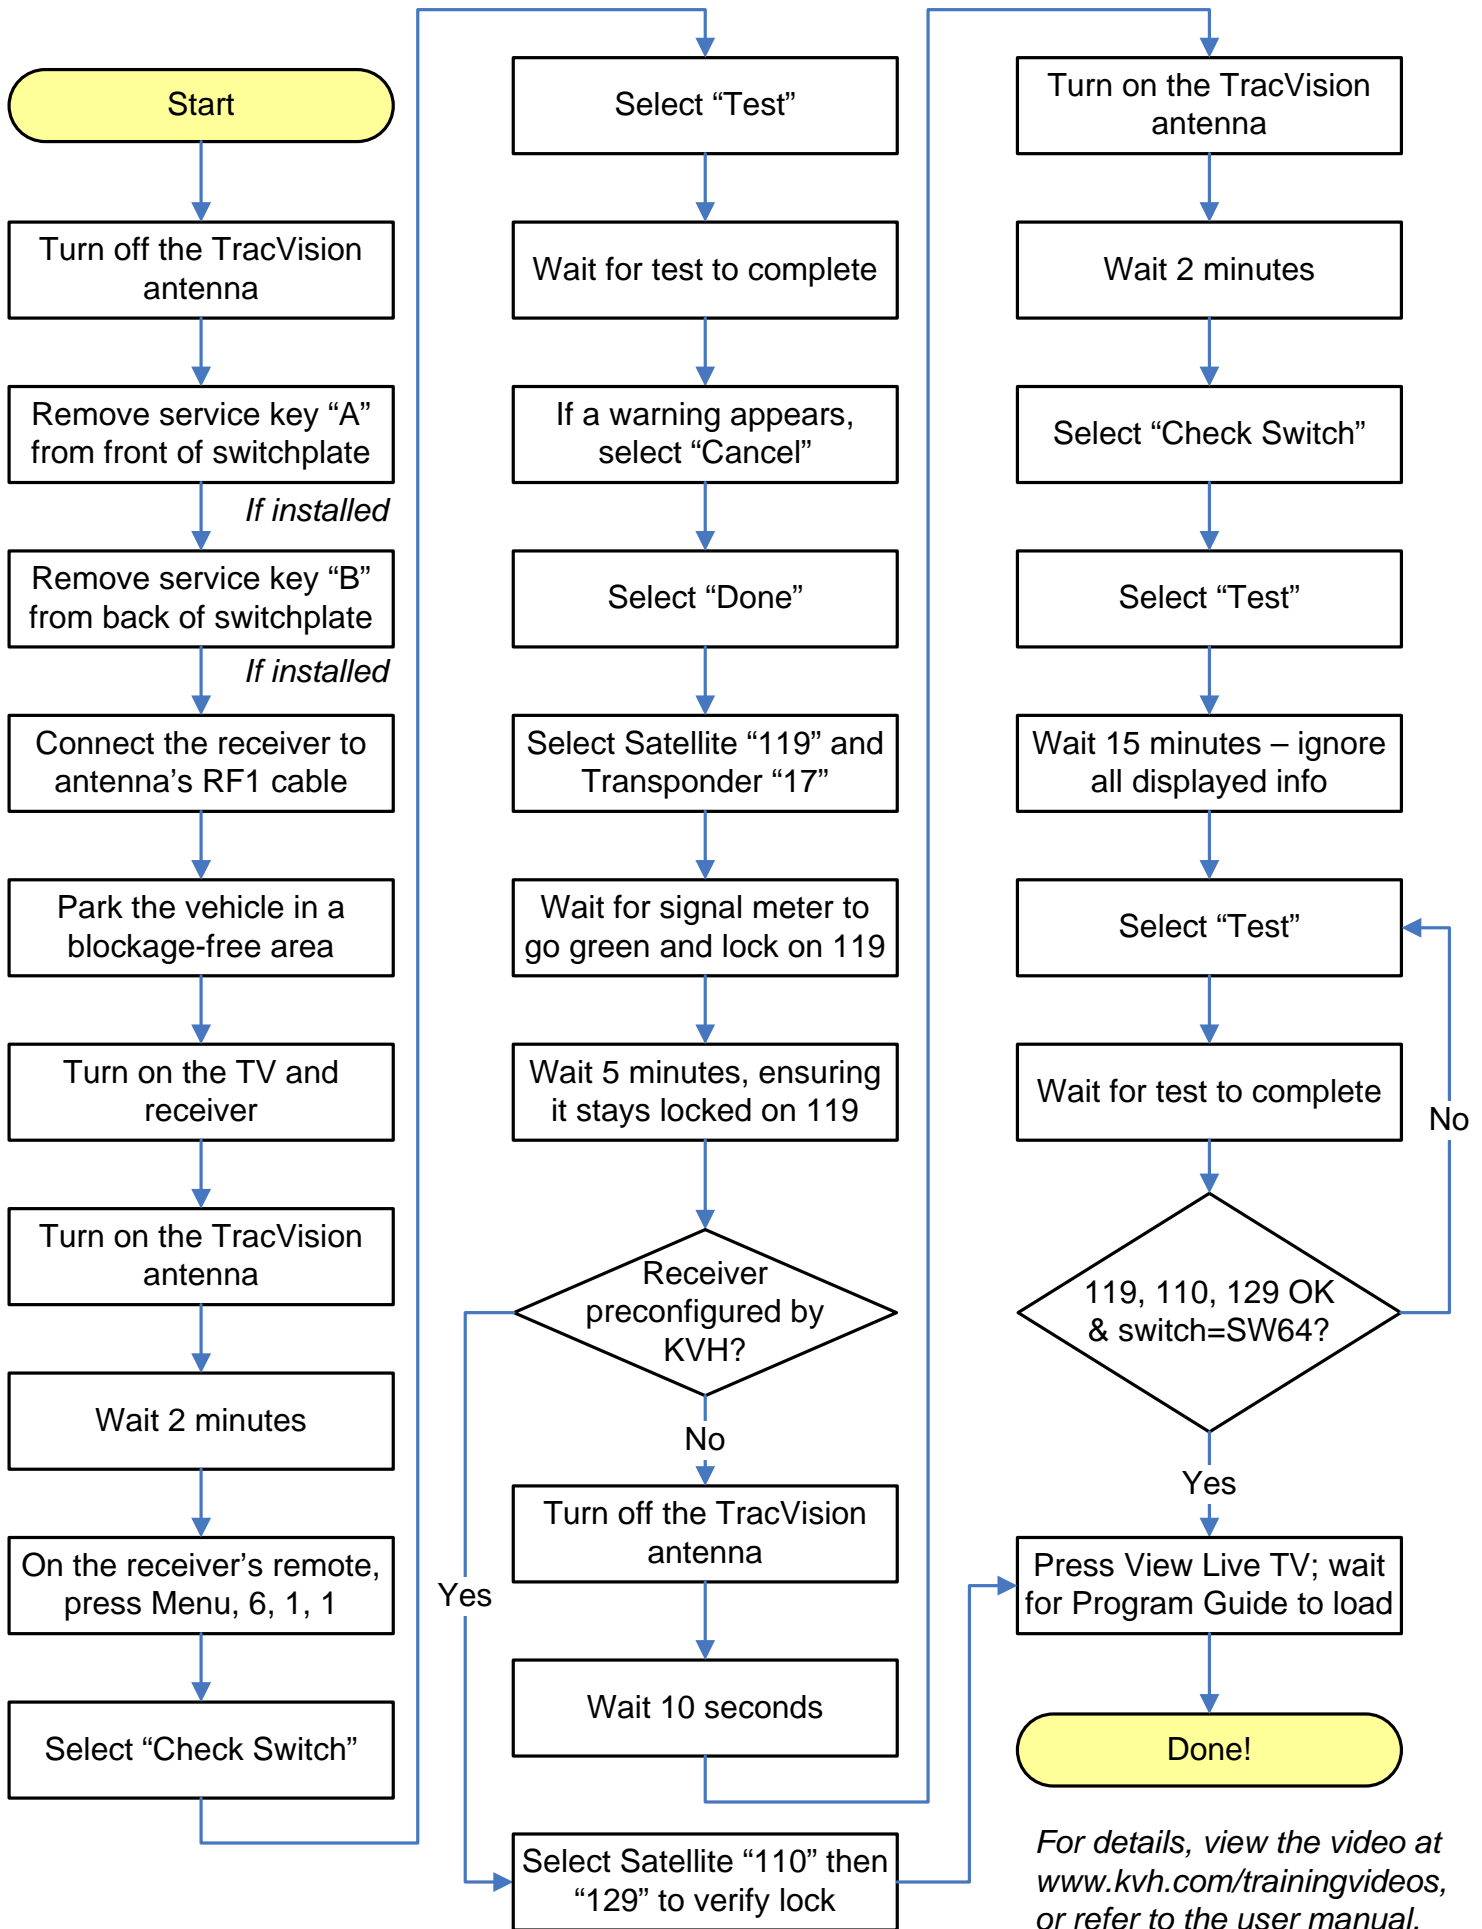 Start
Turn off the TracVision
antenna
Remove service key “A”
from front of switchplate
If installed
Remove service key “B”
from back of switchplate
If installed
Connect the receiver to
antenna’s RF1 cable
Park the vehicle in a
blockage-free area
Turn on the TV and
receiver
Turn on the TracVision
antenna
Wait 2 minutes
On the receiver’s remote,
press Menu, 6, 1, 1
Select “Check Switch”
Select “Test”
Wait for test to complete
If a warning appears,
select “Cancel”
Select “Done”
Select Satellite “119” and
Transponder “17”
Wait for signal meter to
go green and lock on 119
Wait 5 minutes, ensuring
it stays locked on 119
Receiver
preconfigured by
KVH?
No
Turn off the TracVision
antenna
Yes
Wait 10 seconds
Select Satellite “110” then
“129” to verify lock
Turn on the TracVision
antenna
Wait 2 minutes
Select “Check Switch”
Select “Test”
Wait 15 minutes – ignore
all displayed info
Select “Test”
Wait for test to complete
No
119, 110, 129 OK
& switch=SW64?
Yes
Press View Live TV; wait
for Program Guide to load
Done!
For details, view the video at
www.kvh.com/trainingvideos,
or refer to the user manual.